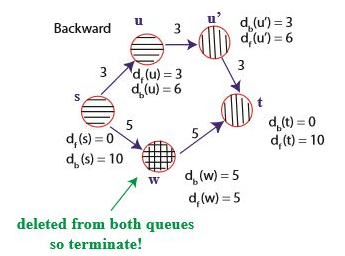 Backward
u
3
u'
d_b(u') = 3
d_f(u') = 6
3
d_f(u) = 3
d_b(u) = 6
3
s
5
d_f(s) = 0
d_b(s) = 10
5
t
d_b(t) = 0
d_f(t) = 10
w
d_b(w) = 5
d_f(w) = 5
deleted from both queues
so terminate!